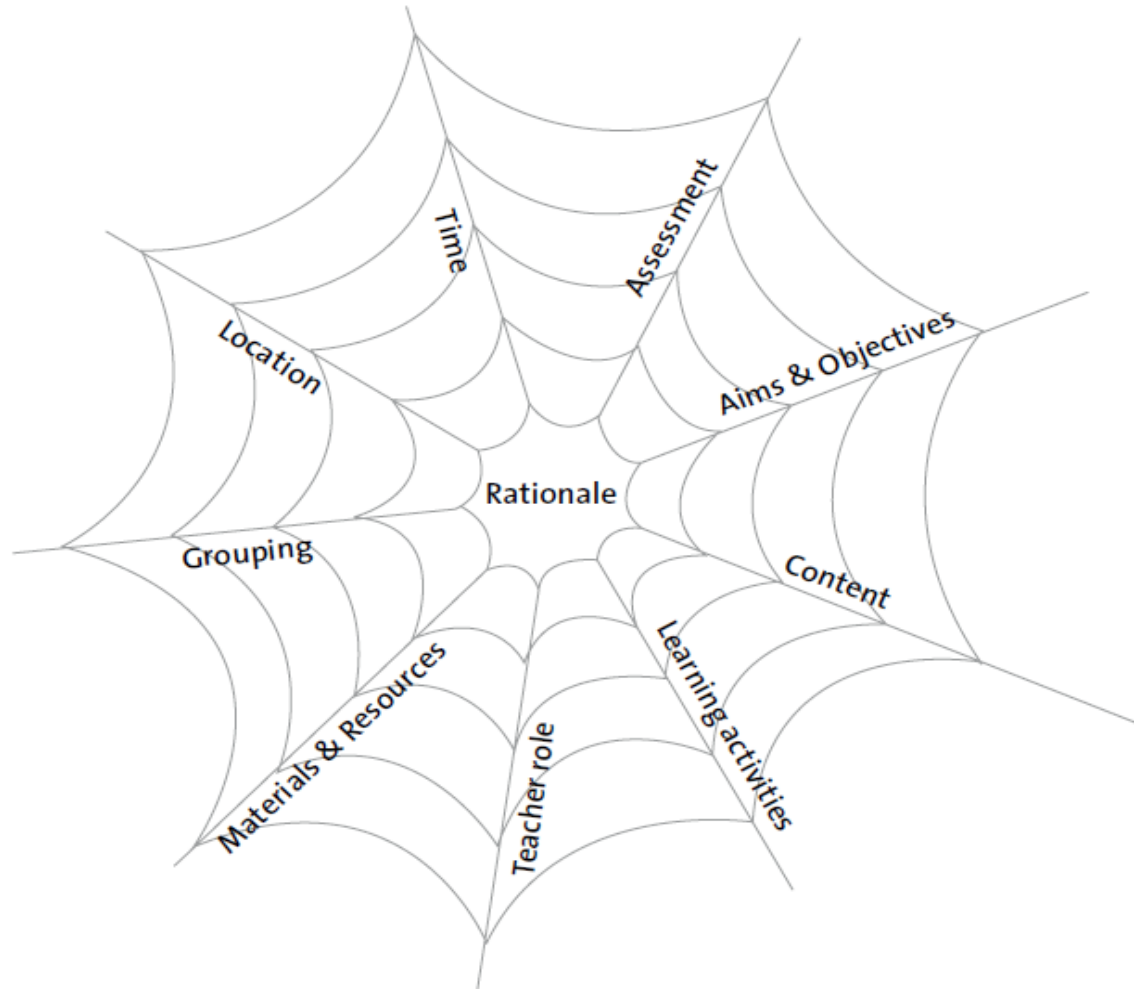 Time
Assessment
Location
Aims & Objectives
Rationale
Grouping
Content
Learning activities
Materials & Resources
Teacher role